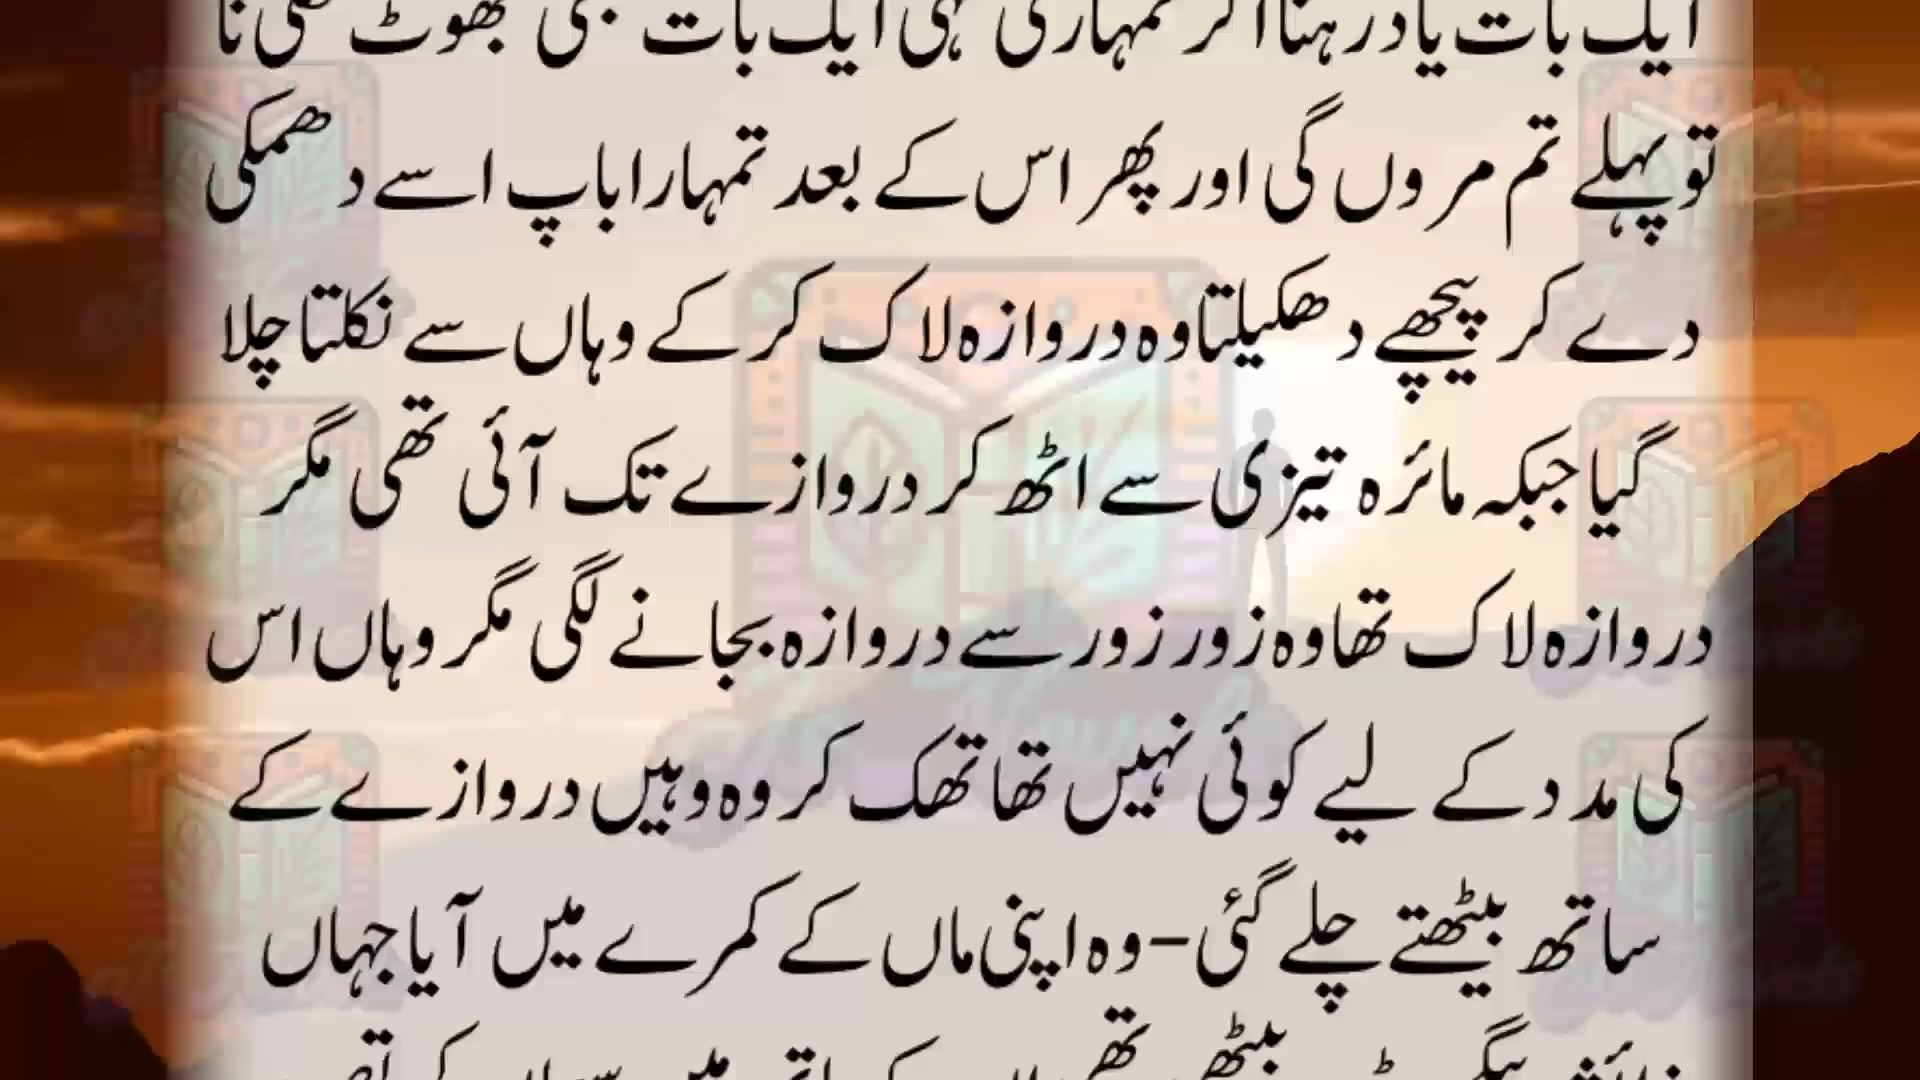 ایک بات یاد رہنا اگر تمہاری کہی ایک بات بھی جھوٹ نکلی نا
تو پہلے تم مروں گی اور پھر اس کے بعد تمہارا باپ اسے دھمکی
دے کر پیچھے دھکیلتا وہ دروازہ لاک کر کے وہاں سے نکلتا چلا
گیا جبکہ مائرہ تیزی سے اٹھ کر دروازے تک آئی تھی مگر
دروازہ لاک تھا وہ زور زور سے دروازہ بجانے لگی مگر وہاں اس
کی مدد کے لیے کوئی نہیں تھا تھک کر وہ وہیں دروازے کے
ساتھ بیٹھتے چلے گئی - وہ اپنی ماں کے کمرے میں آیا جہاں